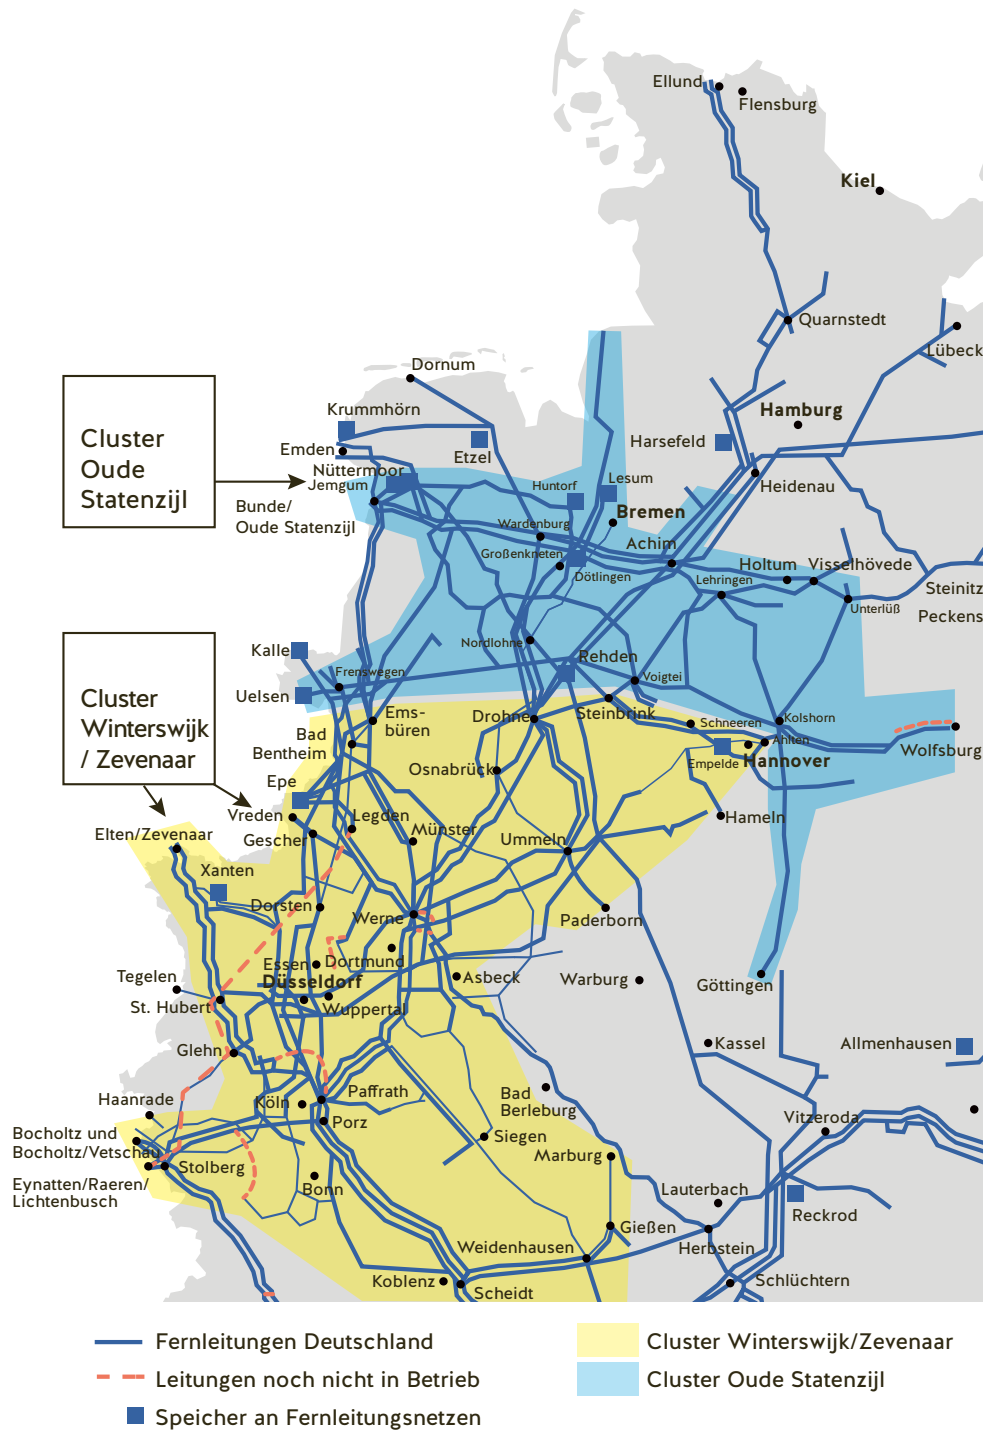 Ellund
Flensburg
Kiel
Quarnstedt
Lübeck
Dornum
Cluster
Oude
Statenzijl
Krummhörn
Hamburg
Emden
Etzel
Harsefeld
Nüttermoor
Jemgum
Huntorf
Lesum
Heidenau
Bunde/
Oude Statenzijl
Wardenburg
Bremen
Achim
Großenkneten
Dötlingen
Lehringen
Holtum
Visselhövede
Steinitz
Unterlüß
Peckens
Kalle
Nordlohne
Rehden
Frenswegen
Voigtei
Uelsen
Cluster
Winterswijk
/ Zevenaar
Ems-
büren
Drohne
Steinbrink
Schneeren
Kolshorn
Bad
Bentheim
Ahlten
Wolfsburg
Osnabrück
Empelde
Hannover
Epe
Vreden
Legden
Hameln
Elten/Zevenaar
Gescher
Münster
Ummeln
Xanten
Dorsten
Werne
Paderborn
Essen
Dortmund
Tegelen
Düsseldorf
Asbeck
Warburg
Göttingen
St. Hubert
Wuppertal
Glehn
Kassel
Allmenhausen
Haanrade
Köln
Paffrath
Bad
Berleburg
Vitzeroda
Bocholtz und
Bocholtz/Vetschau
Porz
Siegen
Marburg
Stolberg
Eynatten/Raeren/
Lichtenbusch
Bonn
Lauterbach
Reckrod
Gießen
Weidenhausen
Herbstein
Koblenz
Scheidt
Schlüchtern
Fernleitungen Deutschland
Cluster Winterswijk/Zevenaar
Leitungen noch nicht in Betrieb
Cluster Oude Statenzijl
Speicher an Fernleitungsnetzen